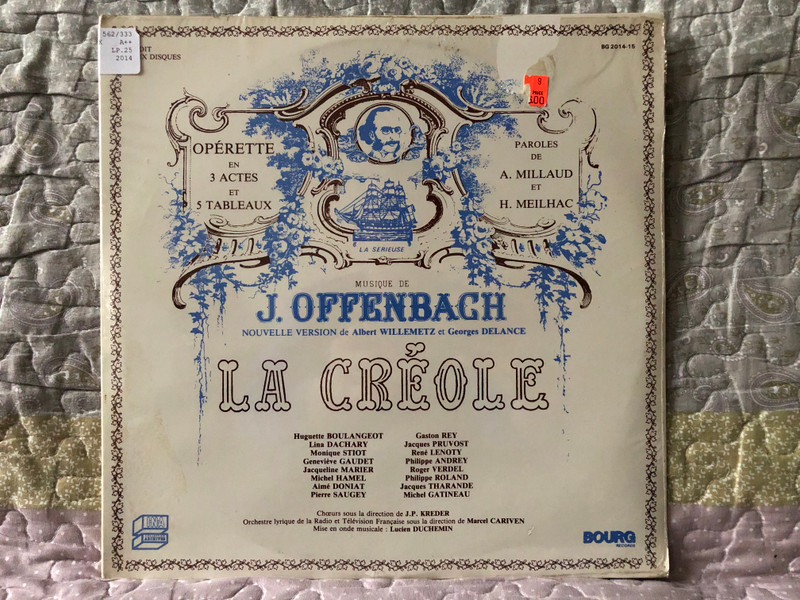 562/333
A++
LP.25
2014
DISQUES
BG 2014-15
8
OPÉRETTE
EN
3 ACTES
ET
5 TABLEAUX
PAROLES
DE
A. MILLAUD
ET
H. MEILHAC
LA SERIEUSE
MUSIQUE DE
J. OFFENBACH
NOUVELLE VERSION de Albert WILLEMETZ et Georges DELANCE
LA CRÉOLE
Huguette BOULANGEOT
Lina DACHARY
Monique STIOT
Geneviève GAUDET
Jacqueline MARIER
Michel HAMEL
Aimé DONIAT
Pierre SAUGEY
Gaston REY
Jacques PRUVOST
René LENOTY
Philippe ANDREY
Roger VERDEL
Philippe ROLAND
Jacques THARANDE
Michel GATINEAU
Chœurs sous la direction de J.P. KREDER
Orchestre lyrique de la Radio et Télévision Française sous la direction de Marcel CARIVEN
Mise en onde musicale : Lucien DUCHEMIN
BOURG
RECORDS